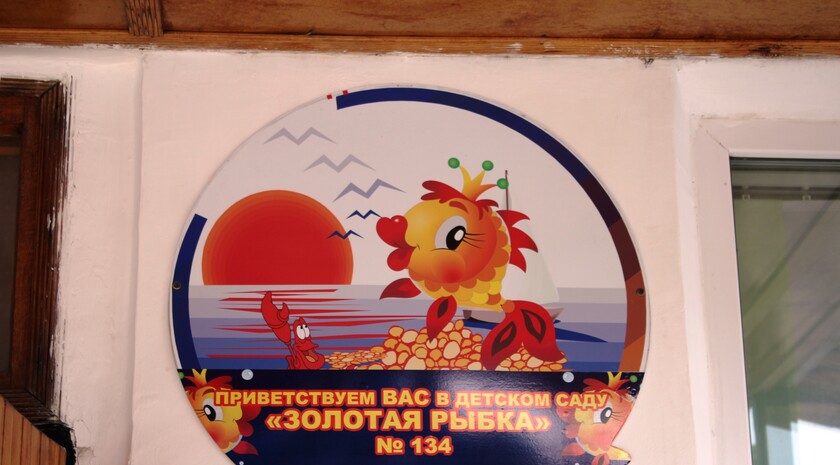 ПРИВЕТСТВУЕМ ВАС В ДЕТСКОМ САДУ
«ЗОЛОТАЯ РЫБКА»
№ 134